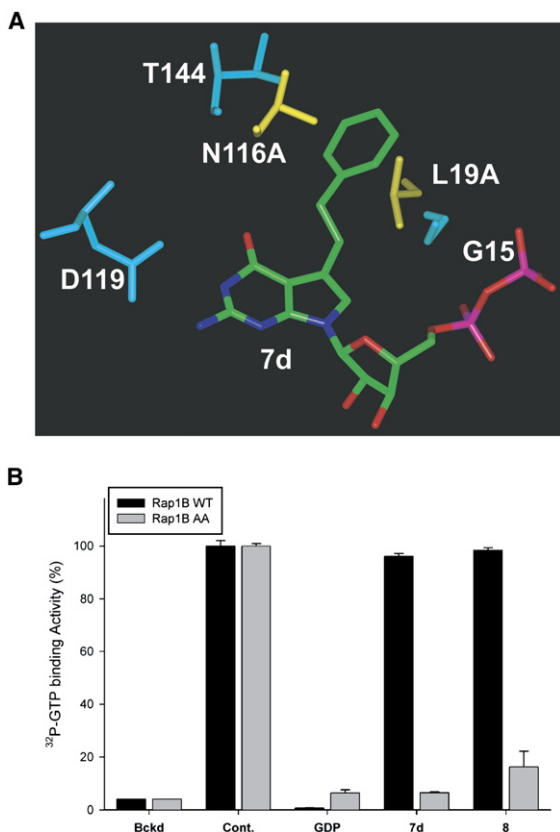 A
T144
N116A
L19A
G15
D119
7d
B
Rap1B WT
Rap1B AA
³²P-GTP binding Activity (%)
100
80
60
40
20
0
Bckd Cont. GDP 7d 8